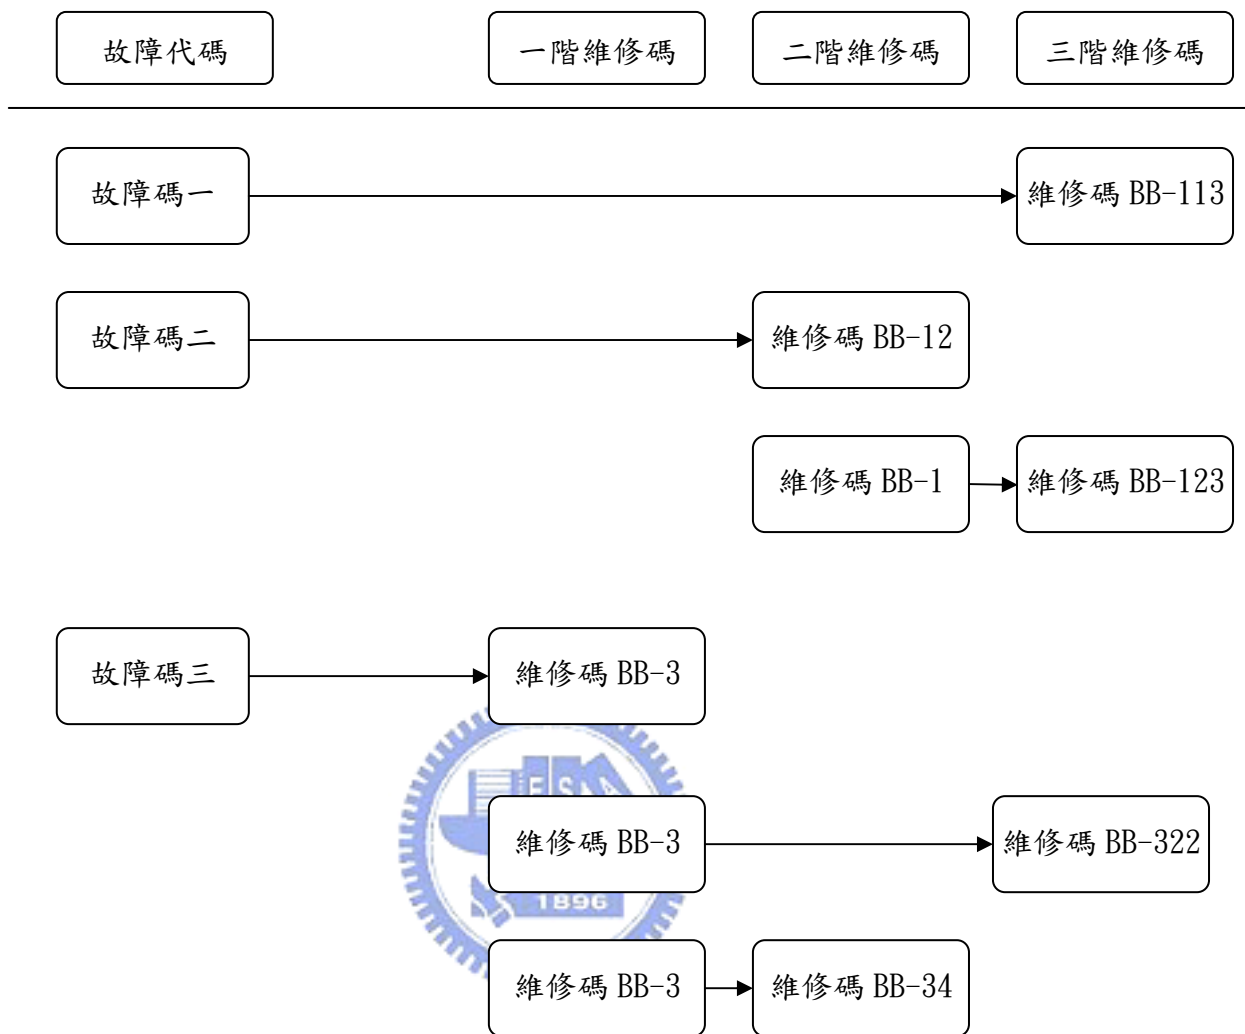 故障代碼 一階維修碼 二階維修碼 三階維修碼
故障碼一 維修碼 BB-113
故障碼二 維修碼 BB-12
維修碼 BB-1 維修碼 BB-123
故障碼三 維修碼 BB-3
ESA
維修碼 BB-3 維修碼 BB-322
1896
維修碼 BB-3 維修碼 BB-34